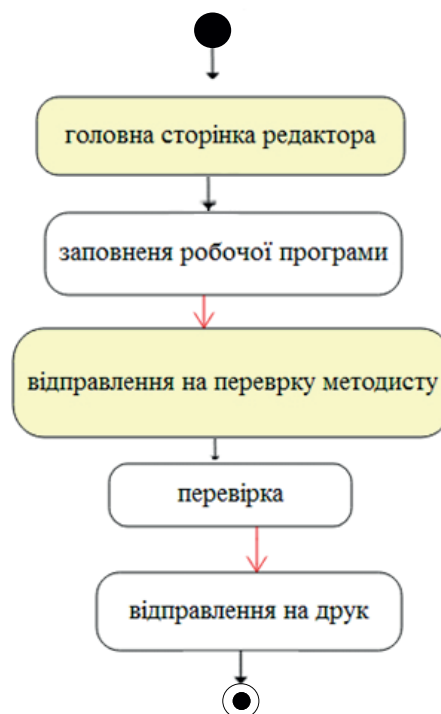 головна сторінка редактора
заповненя робочої програми
відправлення на переврку методисту
перевірка
відправлення на друк